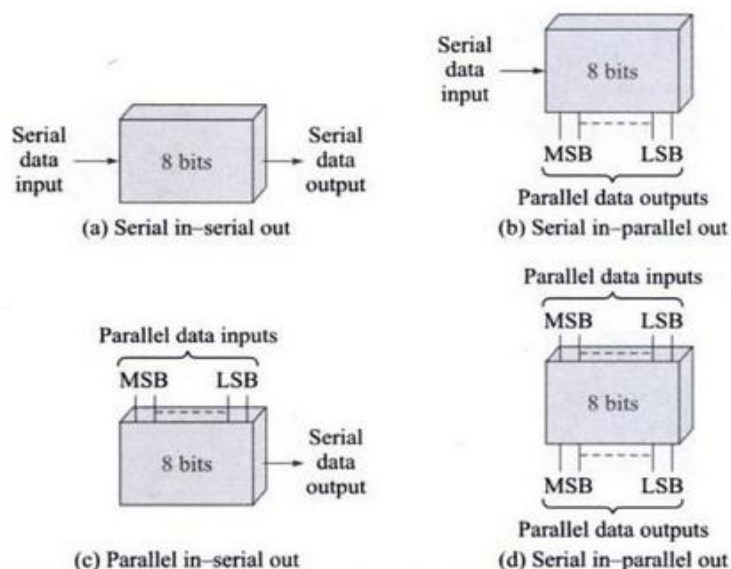 Serial
data
input
8 bits
Serial
data
output
(a) Serial in–serial out
Serial
data
input
8 bits
MSB LSB
Parallel data outputs
(b) Serial in–parallel out
Parallel data inputs
MSB LSB
8 bits
Serial
data
output
(c) Parallel in–serial out
Parallel data inputs
MSB LSB
8 bits
MSB LSB
Parallel data outputs
(d) Serial in–parallel out